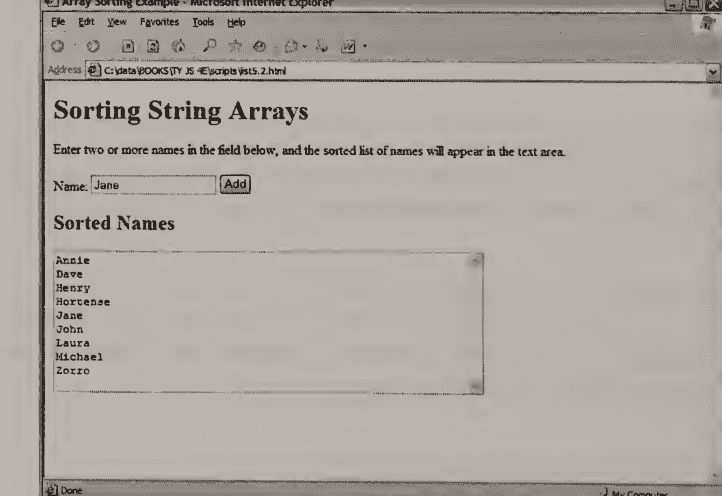 Array Sorting Example - Microsoft Internet Explorer
File Edit View Favorites Tools Help
Address C:\data\BOOKS\TY JS 4E\scripts\list5.2.html
Sorting String Arrays
Enter two or more names in the field below, and the sorted list of names will appear in the text area.
Name: Jane Add
Sorted Names
Annie
Dave
Henry
Hortense
Jane
John
Laura
Michael
Zorro
Done My Computer